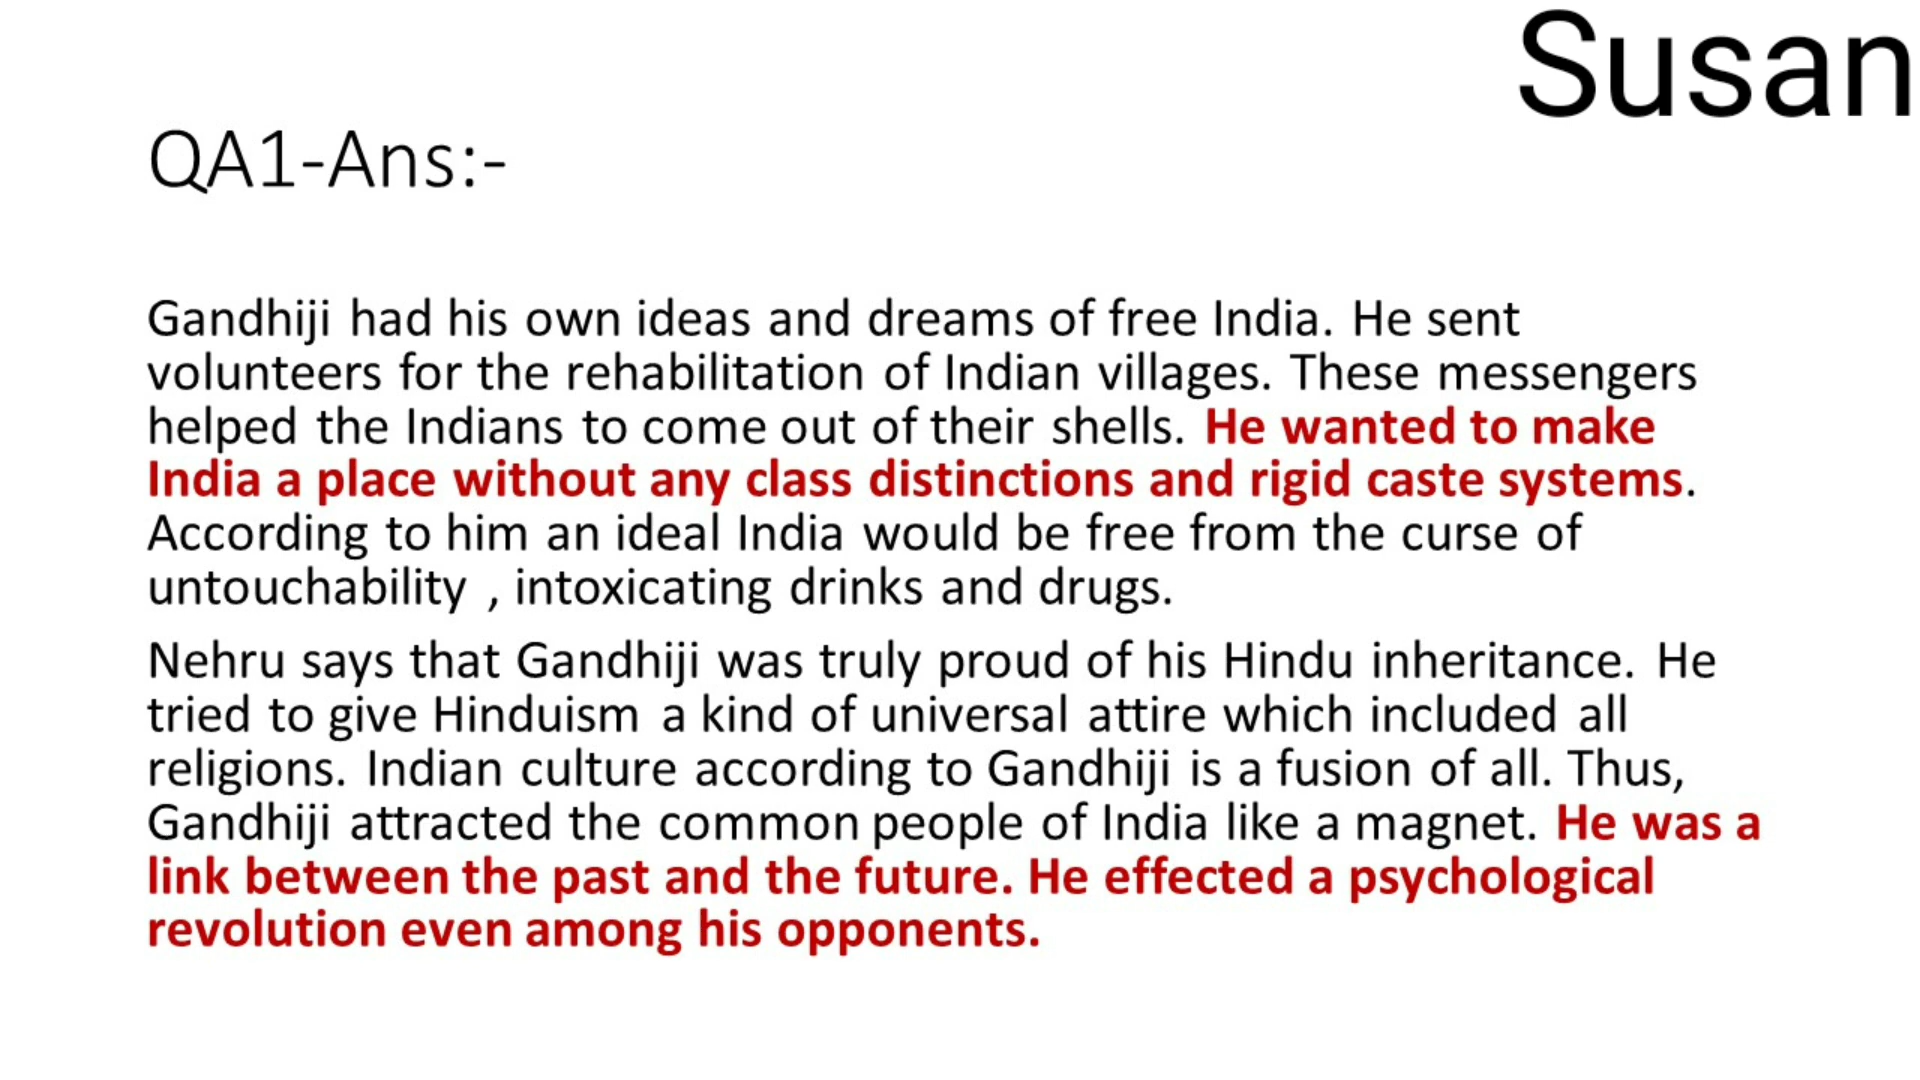 Susan
QA1-Ans:-
Gandhiji had his own ideas and dreams of free India. He sent
volunteers for the rehabilitation of Indian villages. These messengers
helped the Indians to come out of their shells. He wanted to make
India a place without any class distinctions and rigid caste systems.
According to him an ideal India would be free from the curse of
untouchability , intoxicating drinks and drugs.
Nehru says that Gandhiji was truly proud of his Hindu inheritance. He
tried to give Hinduism a kind of universal attire which included all
religions. Indian culture according to Gandhiji is a fusion of all. Thus,
Gandhiji attracted the common people of India like a magnet. He was a
link between the past and the future. He effected a psychological
revolution even among his opponents.